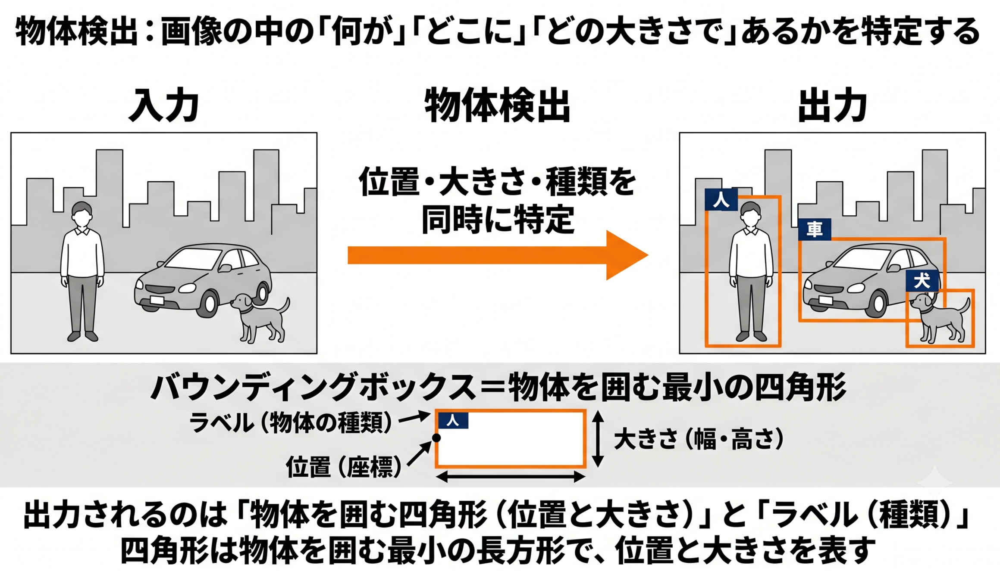 物体検出：画像の中の「何が」「どこに」「どの大きさで」あるかを特定する
入力
物体検出
出力
位置・大きさ・種類を
同時に特定
人
車
犬
バウンディングボックス＝物体を囲む最小の四角形
ラベル（物体の種類）
人
位置（座標）
大きさ（幅・高さ）
出力されるのは「物体を囲む四角形（位置と大きさ）」と「ラベル（種類）」
四角形は物体を囲む最小の長方形で、位置と大きさを表す